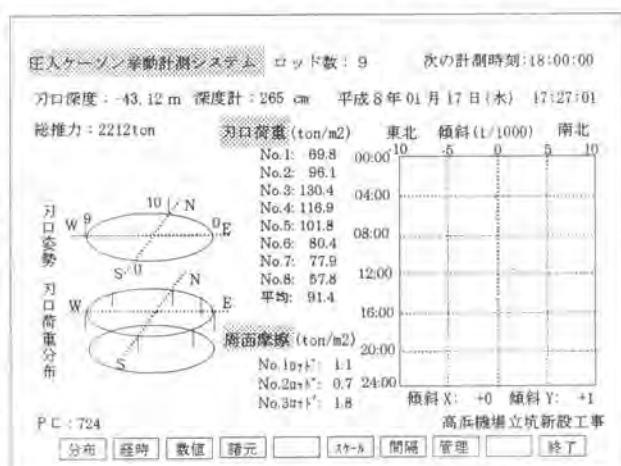 圧入ケーソン挙動計測システム ロッド数：9 次の計測時刻:18:00:00
刃口深度：-43.12 m 深度計：265 cm 平成8年01月17日(水) 17:27:01
総推力：2212ton 刃口荷重(ton/m2) 東北 傾斜(1/1000) 南北
-10 -5 0 5 10
No.1: 69.8 00:00
No.2: 96.1
No.3: 130.4 04:00
No.4: 116.9
No.5: 101.8 08:00
No.6: 80.4
No.7: 77.9
No.8: 57.8 12:00
平均: 91.4
16:00
刃口姿勢
W 9 10 N 0 E S 0
刃口荷重分布
W N E S
周面摩擦(ton/m2)
20:00
No.1ロッド: 1.1
No.2ロッド: 0.7 24:00
No.3ロッド: 1.8
傾斜X: +0 傾斜Y: +1
PC:724 高浜機場立坑新設工事
分布 経時 数値 諸元 スケール 間隔 管理 終了